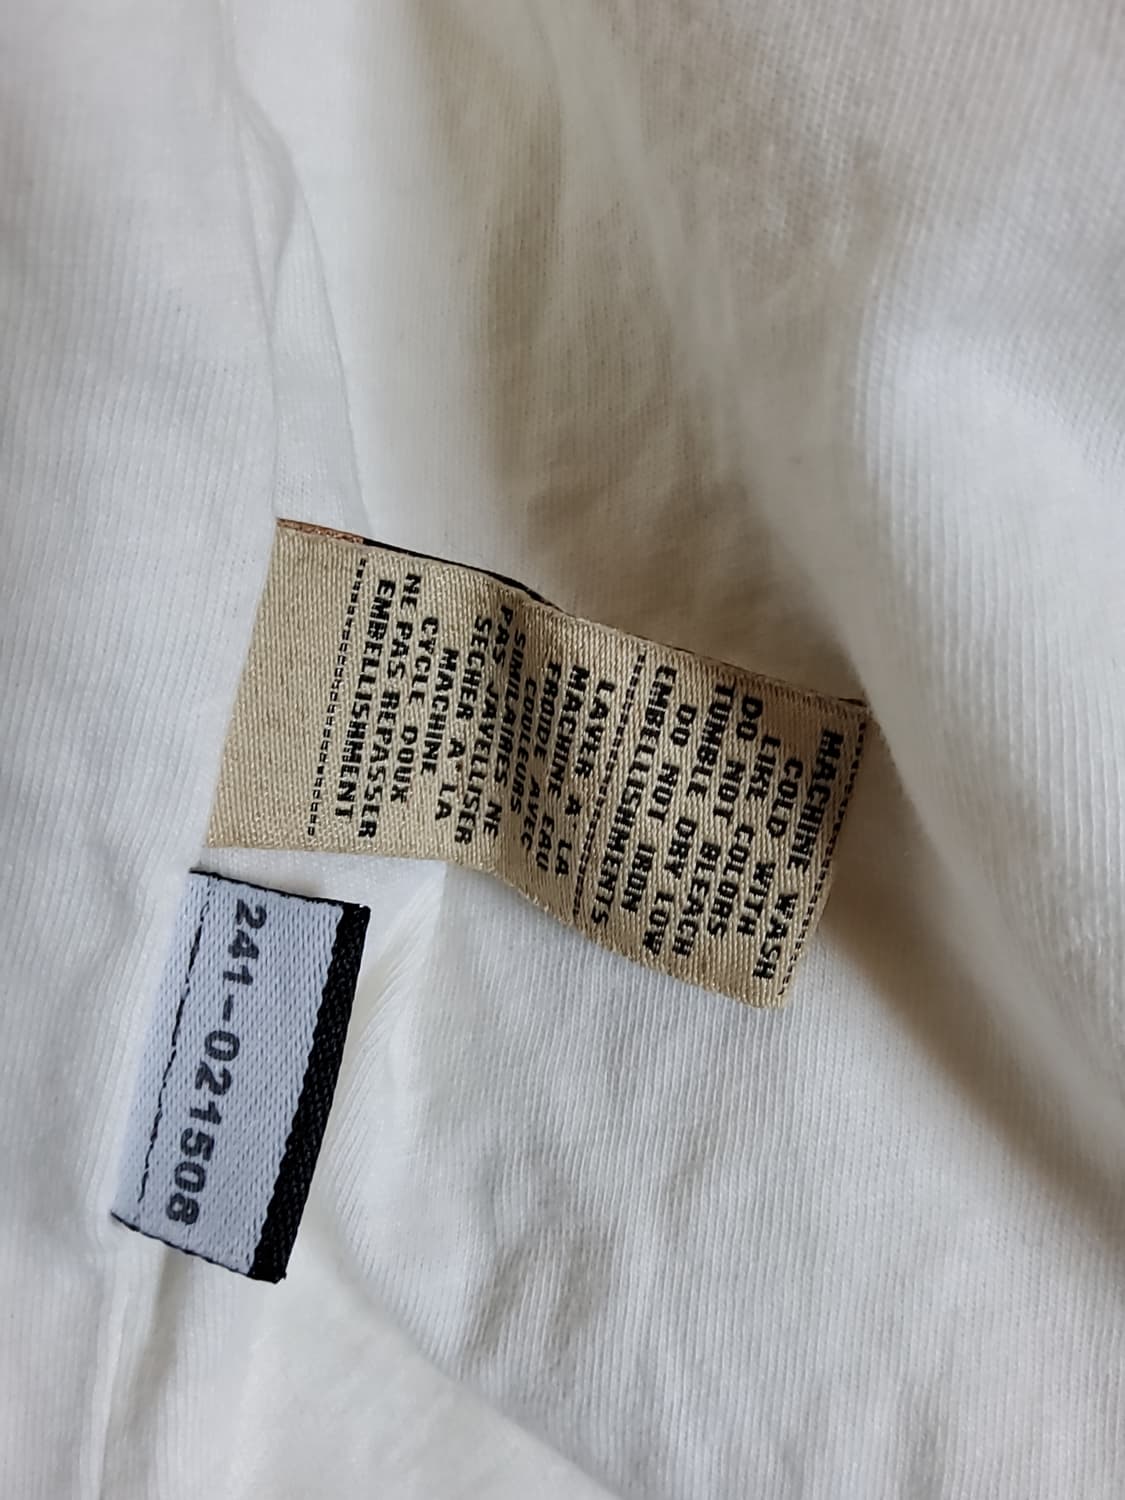 MACHINE WASH
COLD WITH
LIKE COLORS
DO NOT BLEACH
TUMBLE DRY LOW
DO NOT IRON
EMBELLISHMENTS
LAVER A LA
MACHINE EAU
FROIDE AVEC
COULEURS
SIMILAIRES NE
PAS JAVELLISER
SECHER A LA
MACHINE
CYCLE DOUX
NE PAS REPASSER
EMBELLISHMENT
241-021508